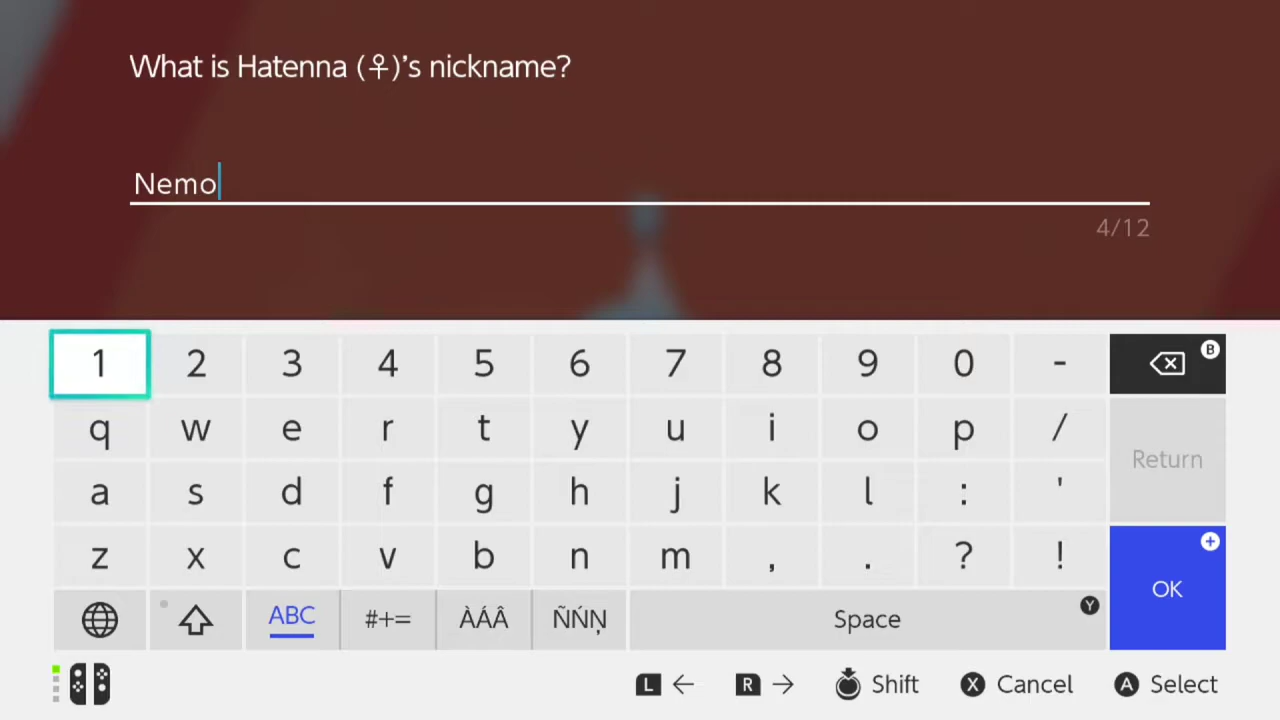 What is Hatenna (♀)'s nickname?
Nemo
4/12
1 2 3 4 5 6 7 8 9 0 - B
q w e r t y u i o p /
Return
a s d f g h j k l : '
z x c v b n m , . ? ! +
OK
ABC #+= ÀÁÂ ÑŃŅ Space Y
L ← R → Shift X Cancel A Select